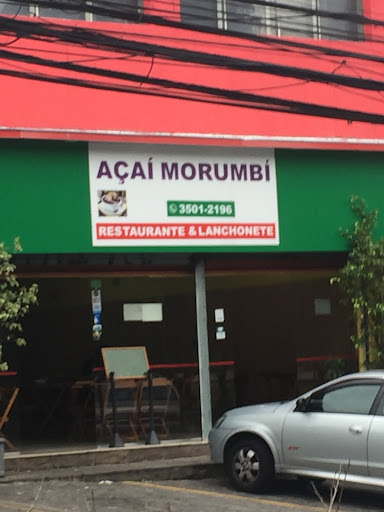 AÇAÍ MORUMBÍ
3501-2196
RESTAURANTE & LANCHONETE